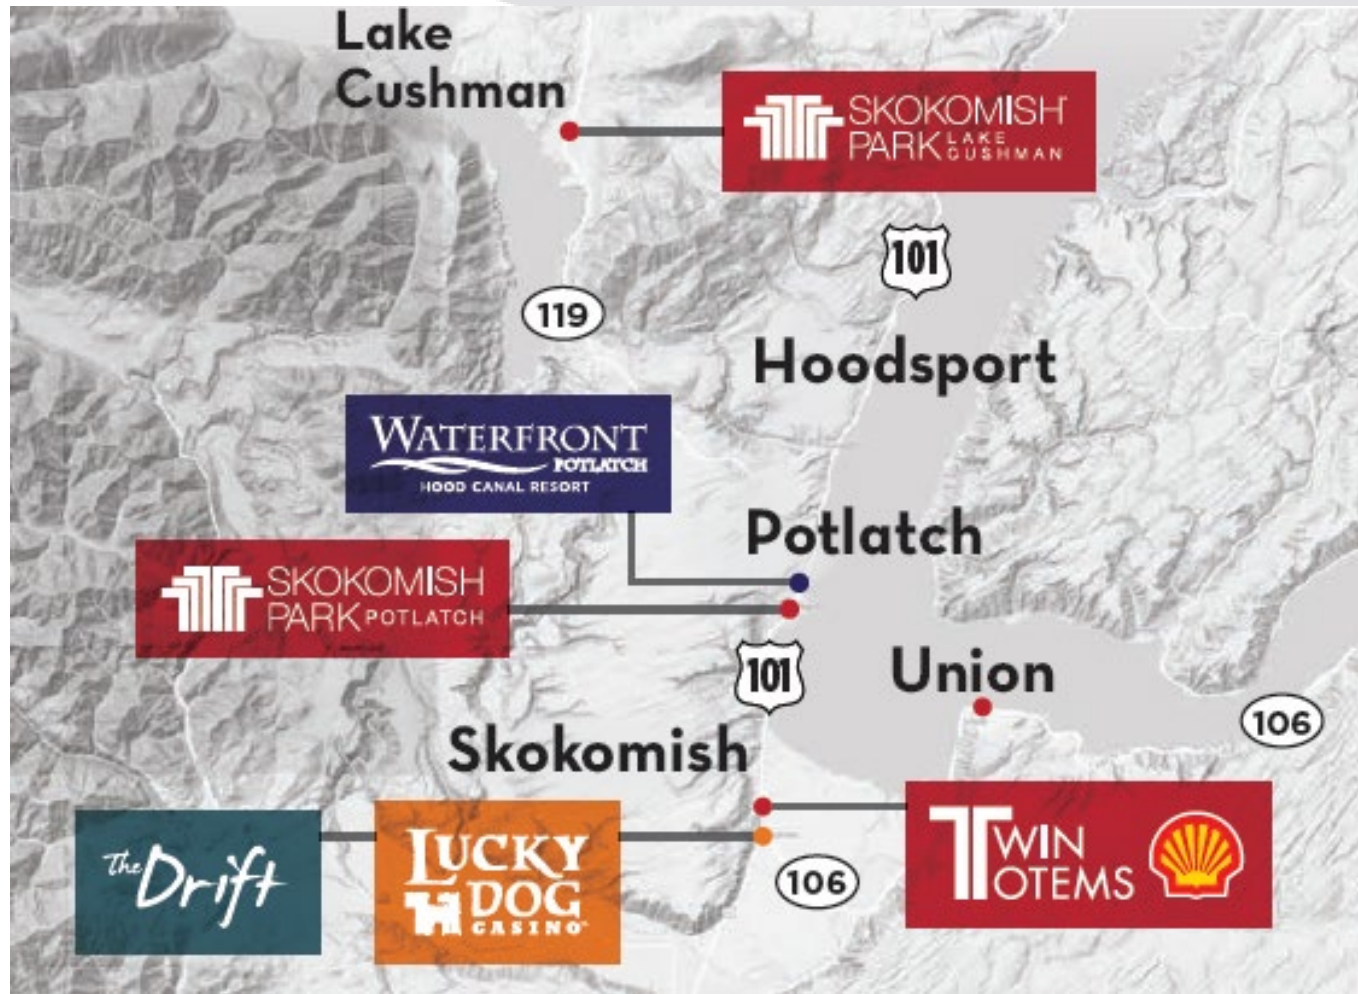 Lake
Cushman
SKOKOMISH
PARK LAKE CUSHMAN
101
119
Hoodsport
WATERFRONT
POTLATCH
HOOD CANAL RESORT
Potlatch
SKOKOMISH
PARK POTLATCH
101
Union
106
Skokomish
The Drift
LUCKY
DOG
CASINO
TWIN
TOTEMS
106